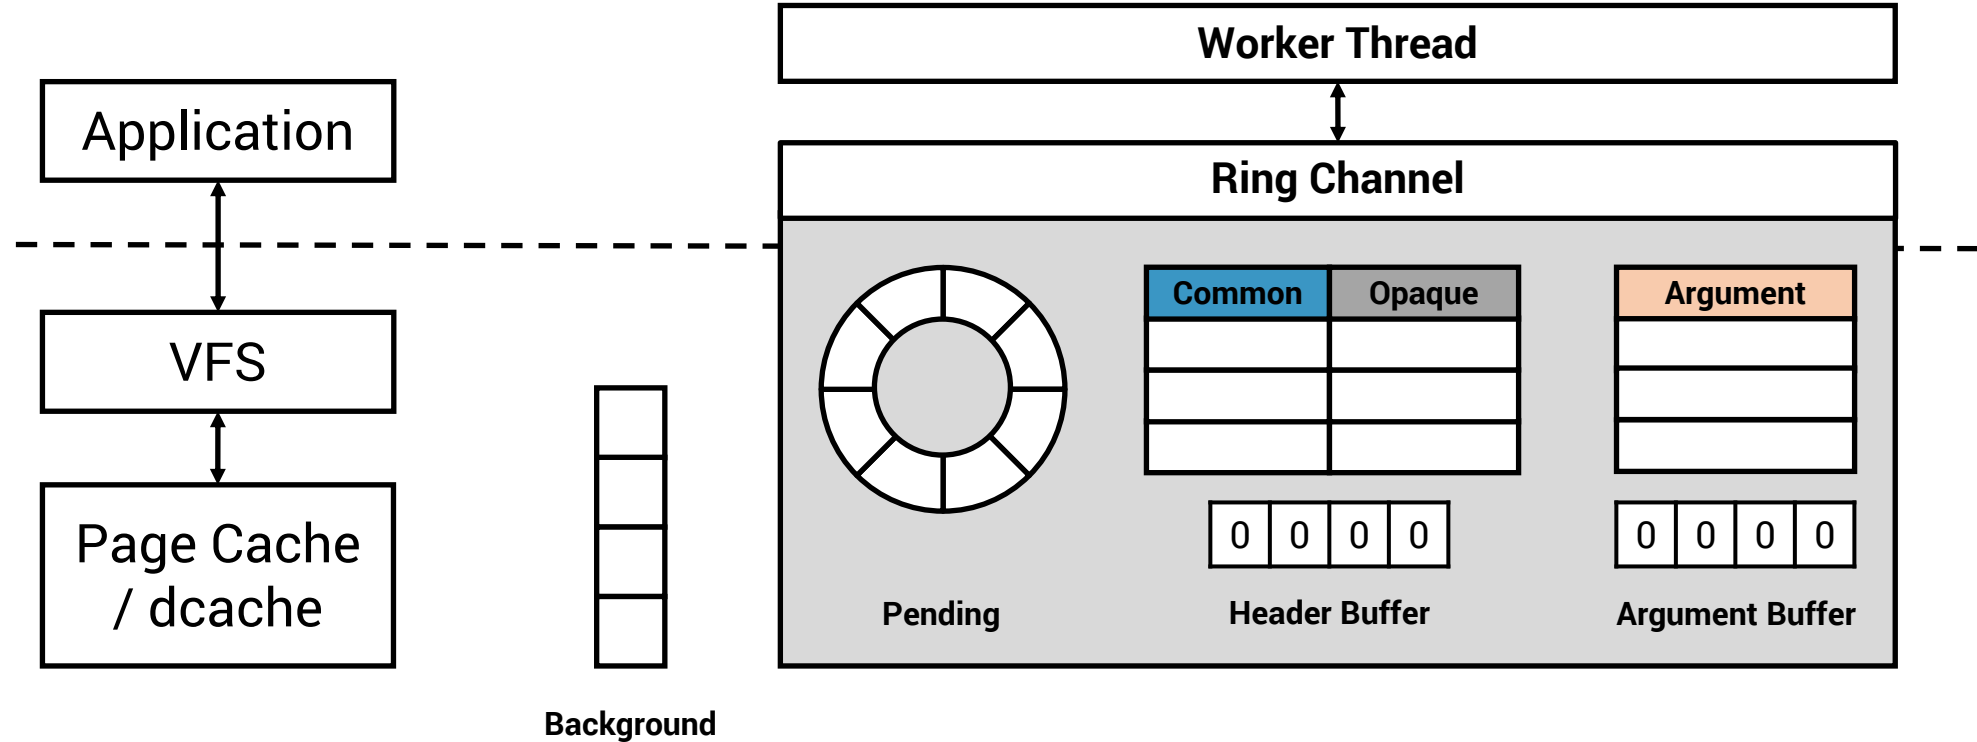 Worker Thread
Application
Ring Channel
Common Opaque
Argument
VFS
Page Cache
/ dcache
0 0 0 0
0 0 0 0
Pending
Header Buffer
Argument Buffer
Background